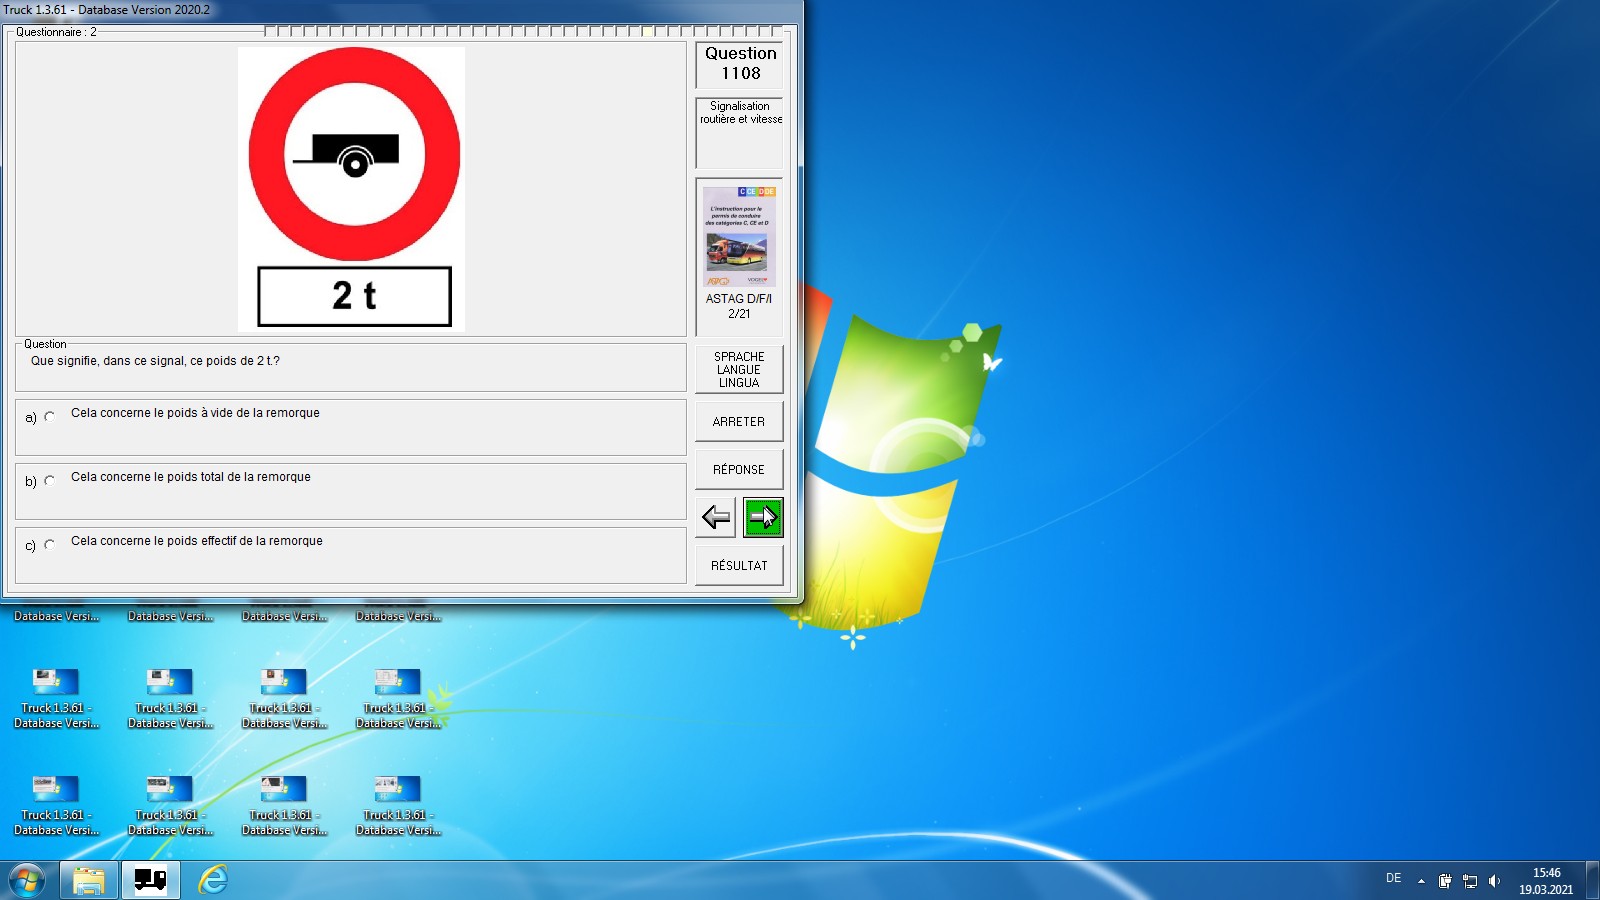 Truck 1.3.61 - Database Version 2020.2
Questionnaire : 2
2 t
Question
1108
Signalisation
routière et vitesse
C CE D DE
L'instruction pour le
permis de conduire
des catégories C, CE et D
ASTAG D/F/I
2/21
Question
Que signifie, dans ce signal, ce poids de 2 t.?
a) Cela concerne le poids à vide de la remorque
b) Cela concerne le poids total de la remorque
c) Cela concerne le poids effectif de la remorque
SPRACHE
LANGUE
LINGUA
ARRETER
RÉPONSE
RÉSULTAT
Database Versi... Database Versi... Database Versi... Database Versi...
Truck 1.3.61 - Truck 1.3.61 - Truck 1.3.61 - Truck 1.3.61 -
Database Versi... Database Versi... Database Versi... Database Versi...
Truck 1.3.61 - Truck 1.3.61 - Truck 1.3.61 - Truck 1.3.61 -
Database Versi... Database Versi... Database Versi... Database Versi...
DE
15:46
19.03.2021